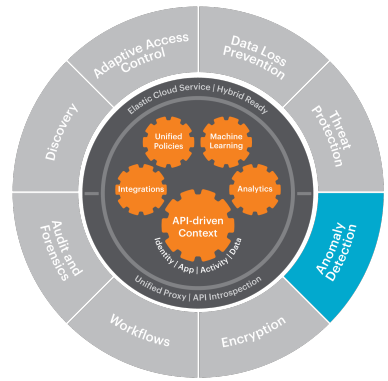 Adaptive Access
Control
Data Loss
Prevention
Threat
Protection
Anomaly
Detection
Encryption
Workflows
Audit and
Forensics
Discovery
Elastic Cloud Service | Hybrid Ready
Unified
Policies
Machine
Learning
Integrations
Analytics
API-driven
Context
Identity | App | Activity | Data
Unified Proxy | API Introspection